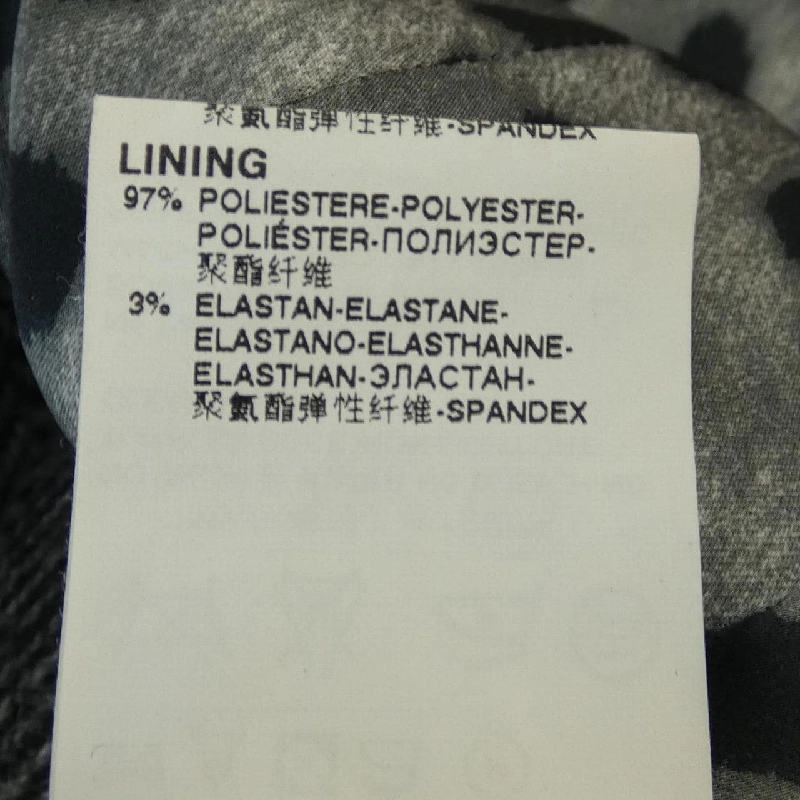 聚氨酯弹性纤维-SPANDEX
LINING
97% POLIESTERE-POLYESTER-
POLIÉSTER-ПОЛИЭСТЕР-
聚酯纤维
3% ELASTAN-ELASTANE-
ELASTANO-ELASTHANNE-
ELASTHAN-ЭЛАСТАН-
聚氨酯弹性纤维-SPANDEX